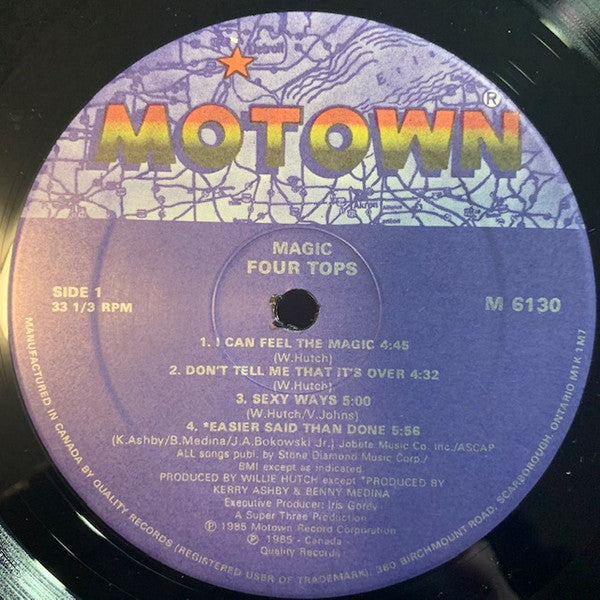 Detroit
MOTOWN®
Akron
MAGIC
FOUR TOPS
SIDE 1
33 1/3 RPM
M 6130
1. I CAN FEEL THE MAGIC 4:45
(W.Hutch)
2. DON'T TELL ME THAT IT'S OVER 4:32
(W.Hutch)
3. SEXY WAYS 5:00
(W.Hutch/V.Johns)
4. *EASIER SAID THAN DONE 5:56
(K.Ashby/B.Medina/J.A.Bokowski Jr.) Jobete Music Co. Inc./ASCAP
ALL songs publ. by Stone Diamond Music Corp./
BMI except as indicated
PRODUCED BY WILLIE HUTCH except *PRODUCED BY
KERRY ASHBY & BENNY MEDINA
Executive Producer: Iris Gordy
A Super Three Production
℗ 1985 Motown Record Corporation
℗ 1985 - Canada -
Quality Records
MANUFACTURED IN CANADA BY QUALITY RECORDS (REGISTERED USER OF TRADEMARK). 380 BIRCHMOUNT ROAD, SCARBOROUGH, ONTARIO M1K 1M7